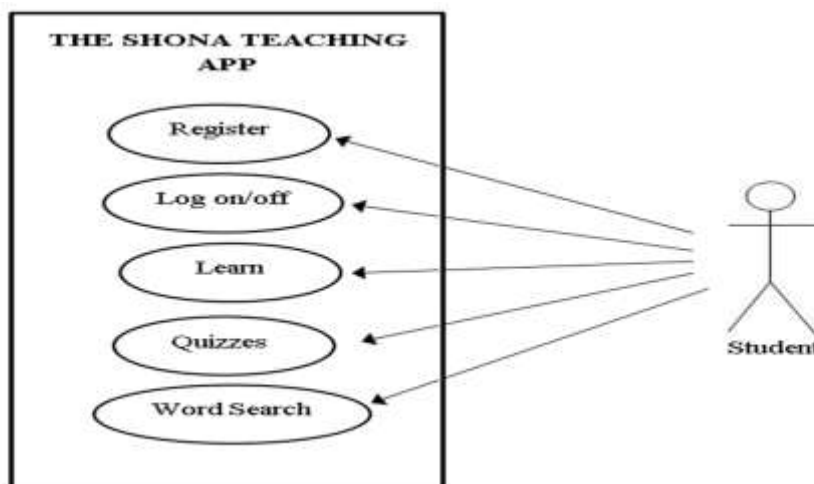 THE SHONA TEACHING
APP
Register
Log on/off
Learn
Quizzes
Word Search
Student